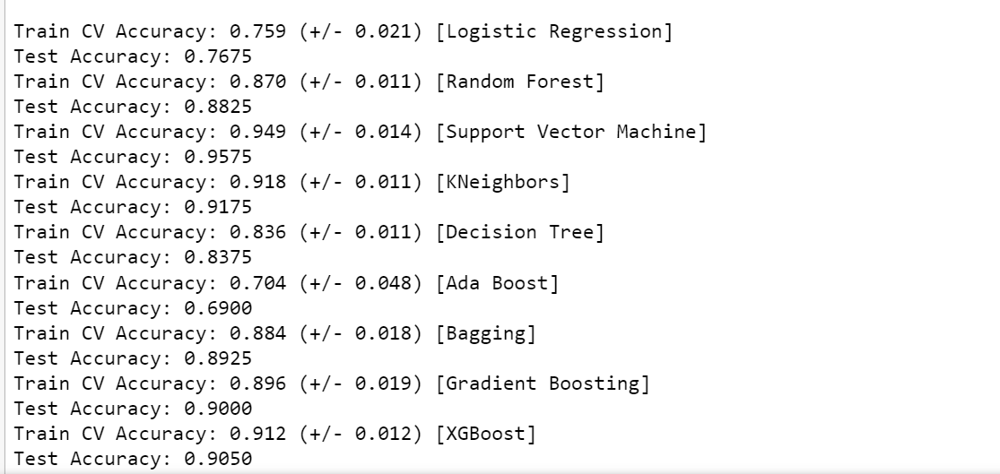 Train CV Accuracy: 0.759 (+/- 0.021) [Logistic Regression]
Test Accuracy: 0.7675
Train CV Accuracy: 0.870 (+/- 0.011) [Random Forest]
Test Accuracy: 0.8825
Train CV Accuracy: 0.949 (+/- 0.014) [Support Vector Machine]
Test Accuracy: 0.9575
Train CV Accuracy: 0.918 (+/- 0.011) [KNeighbors]
Test Accuracy: 0.9175
Train CV Accuracy: 0.836 (+/- 0.011) [Decision Tree]
Test Accuracy: 0.8375
Train CV Accuracy: 0.704 (+/- 0.048) [Ada Boost]
Test Accuracy: 0.6900
Train CV Accuracy: 0.884 (+/- 0.018) [Bagging]
Test Accuracy: 0.8925
Train CV Accuracy: 0.896 (+/- 0.019) [Gradient Boosting]
Test Accuracy: 0.9000
Train CV Accuracy: 0.912 (+/- 0.012) [XGBoost]
Test Accuracy: 0.9050